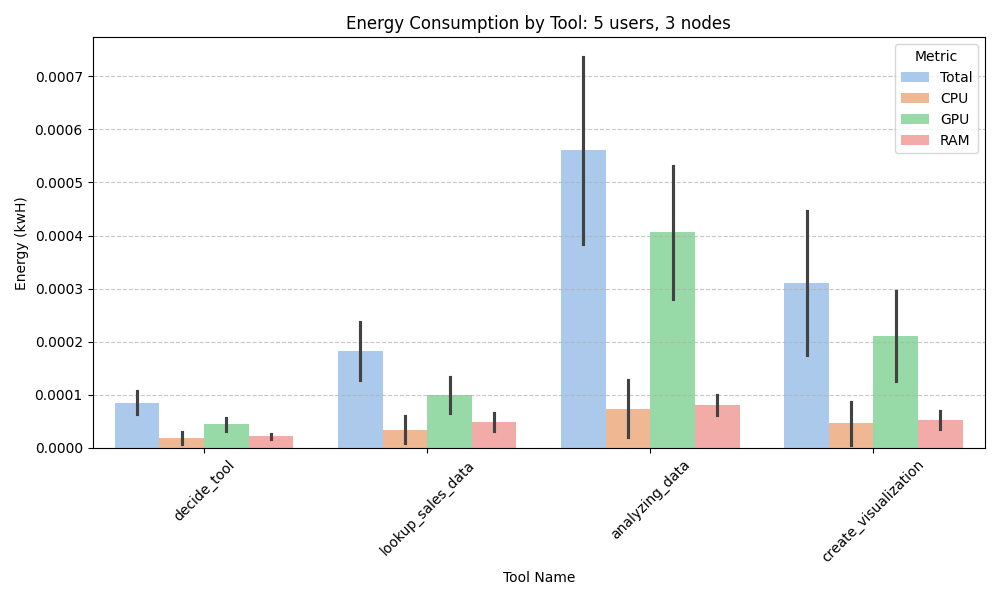 Energy Consumption by Tool: 5 users, 3 nodes
Metric
Total
CPU
GPU
RAM
0.0007
0.0006
0.0005
0.0004
0.0003
0.0002
0.0001
0.0000
Energy (kwH)
decide_tool
lookup_sales_data
analyzing_data
create_visualization
Tool Name